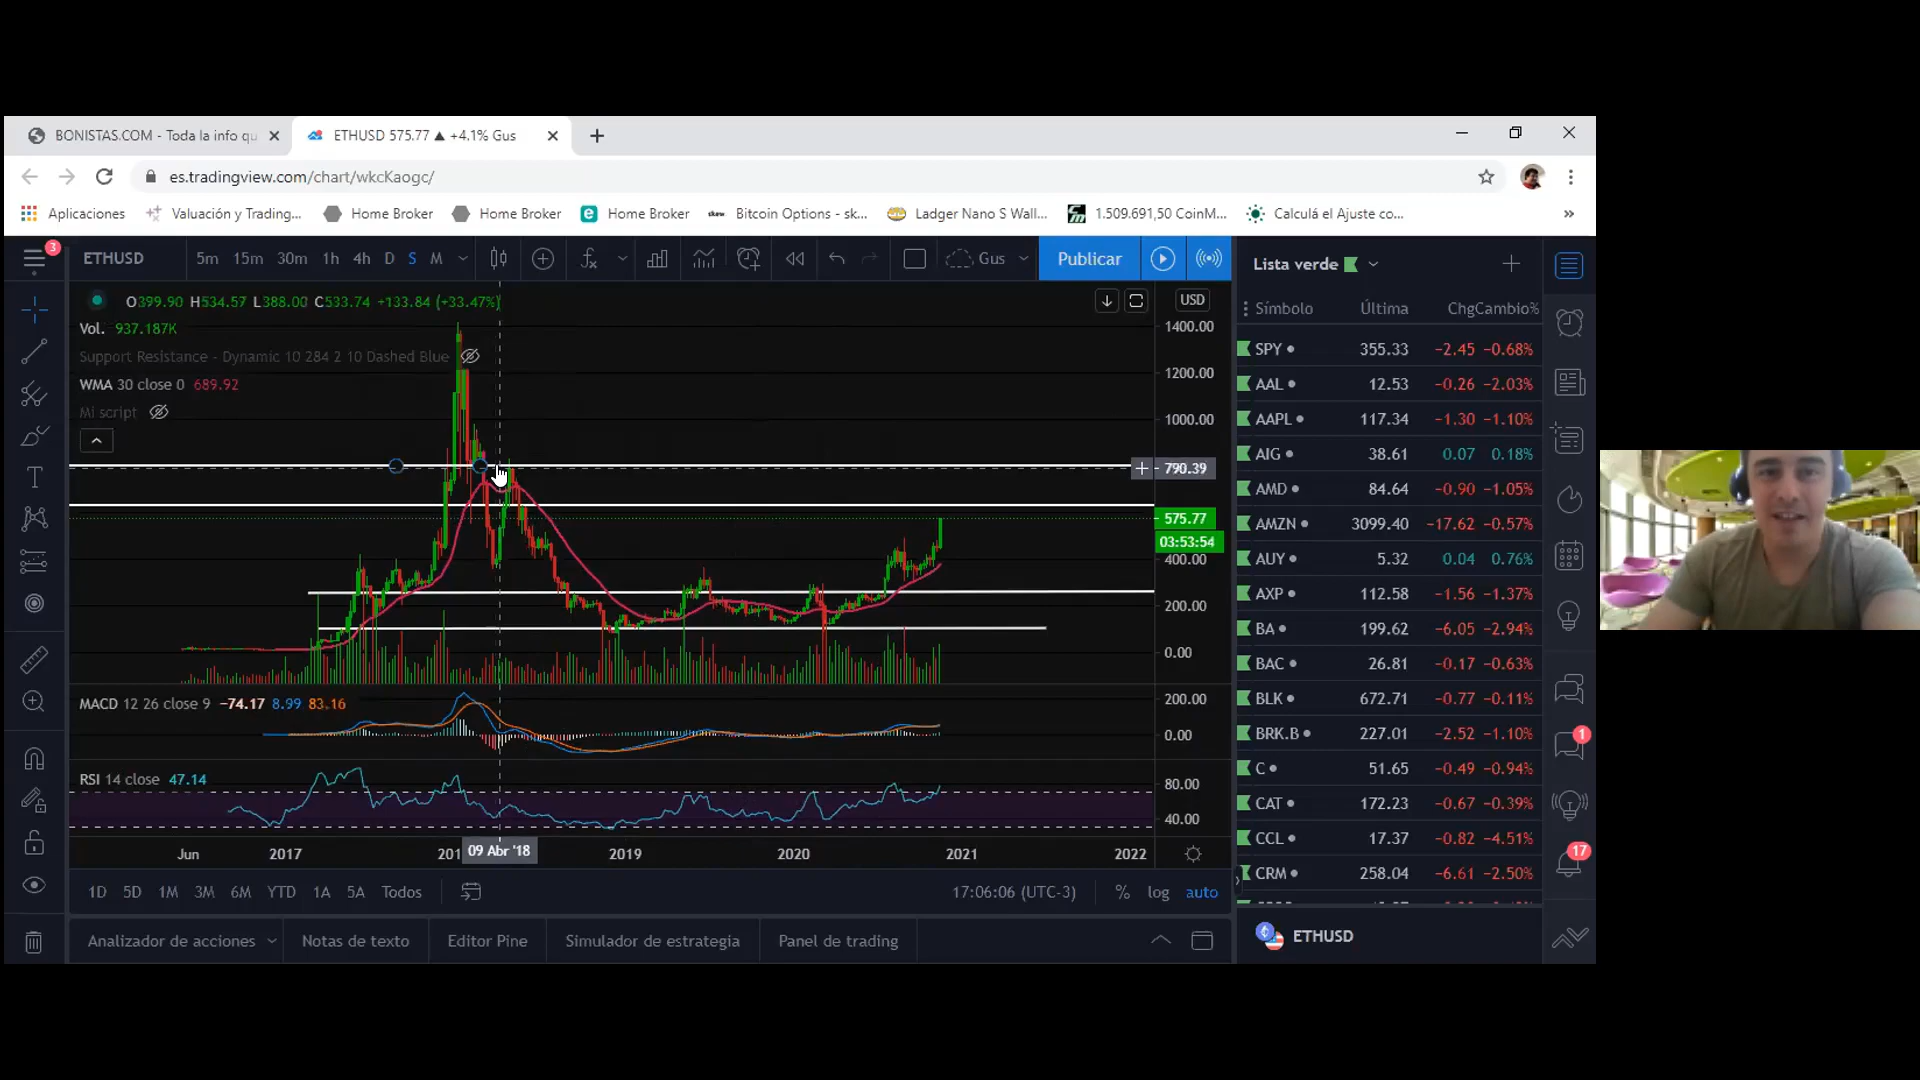 BONISTAS.COM - Toda la info qu
ETHUSD 575.77 ▲ +4.1% Gus
es.tradingview.com/chart/wkcKaogc/
Aplicaciones
Valuación y Trading...
Home Broker
Home Broker
Home Broker
skew
Bitcoin Options - sk...
Ladger Nano S Wall...
1.509.691,50 CoinM...
Calculá el Ajuste co...
»
3
ETHUSD
5m 15m 30m 1h 4h D S M
Gus
Publicar
O399.90 H534.57 L388.00 C533.74 +133.84 (+33.47%)
Vol. 937.187K
Support Resistance - Dynamic 10 284 2 10 Dashed Blue
WMA 30 close 0 689.92
Mi script
USD
1400.00
1200.00
1000.00
790.39
575.77
03:53:54
400.00
200.00
0.00
MACD 12 26 close 9 −74.17 8.99 83.16
200.00
0.00
RSI 14 close 47.14
80.00
40.00
Jun 2017 201 09 Abr '18 2019 2020 2021 2022
1D 5D 1M 3M 6M YTD 1A 5A Todos
17:06:06 (UTC-3)
% log auto
Analizador de acciones
Notas de texto
Editor Pine
Simulador de estrategia
Panel de trading
Lista verde
Símbolo Última ChgCambio%
SPY 355.33 −2.45 −0.68%
AAL 12.53 −0.26 −2.03%
AAPL 117.34 −1.30 −1.10%
AIG 38.61 0.07 0.18%
AMD 84.64 −0.90 −1.05%
AMZN 3099.40 −17.62 −0.57%
AUY 5.32 0.04 0.76%
AXP 112.58 −1.56 −1.37%
BA 199.62 −6.05 −2.94%
BAC 26.81 −0.17 −0.63%
BLK 672.71 −0.77 −0.11%
BRK.B 227.01 −2.52 −1.10%
C 51.65 −0.49 −0.94%
CAT 172.23 −0.67 −0.39%
CCL 17.37 −0.82 −4.51%
CRM 258.04 −6.61 −2.50%
ETHUSD
1
17